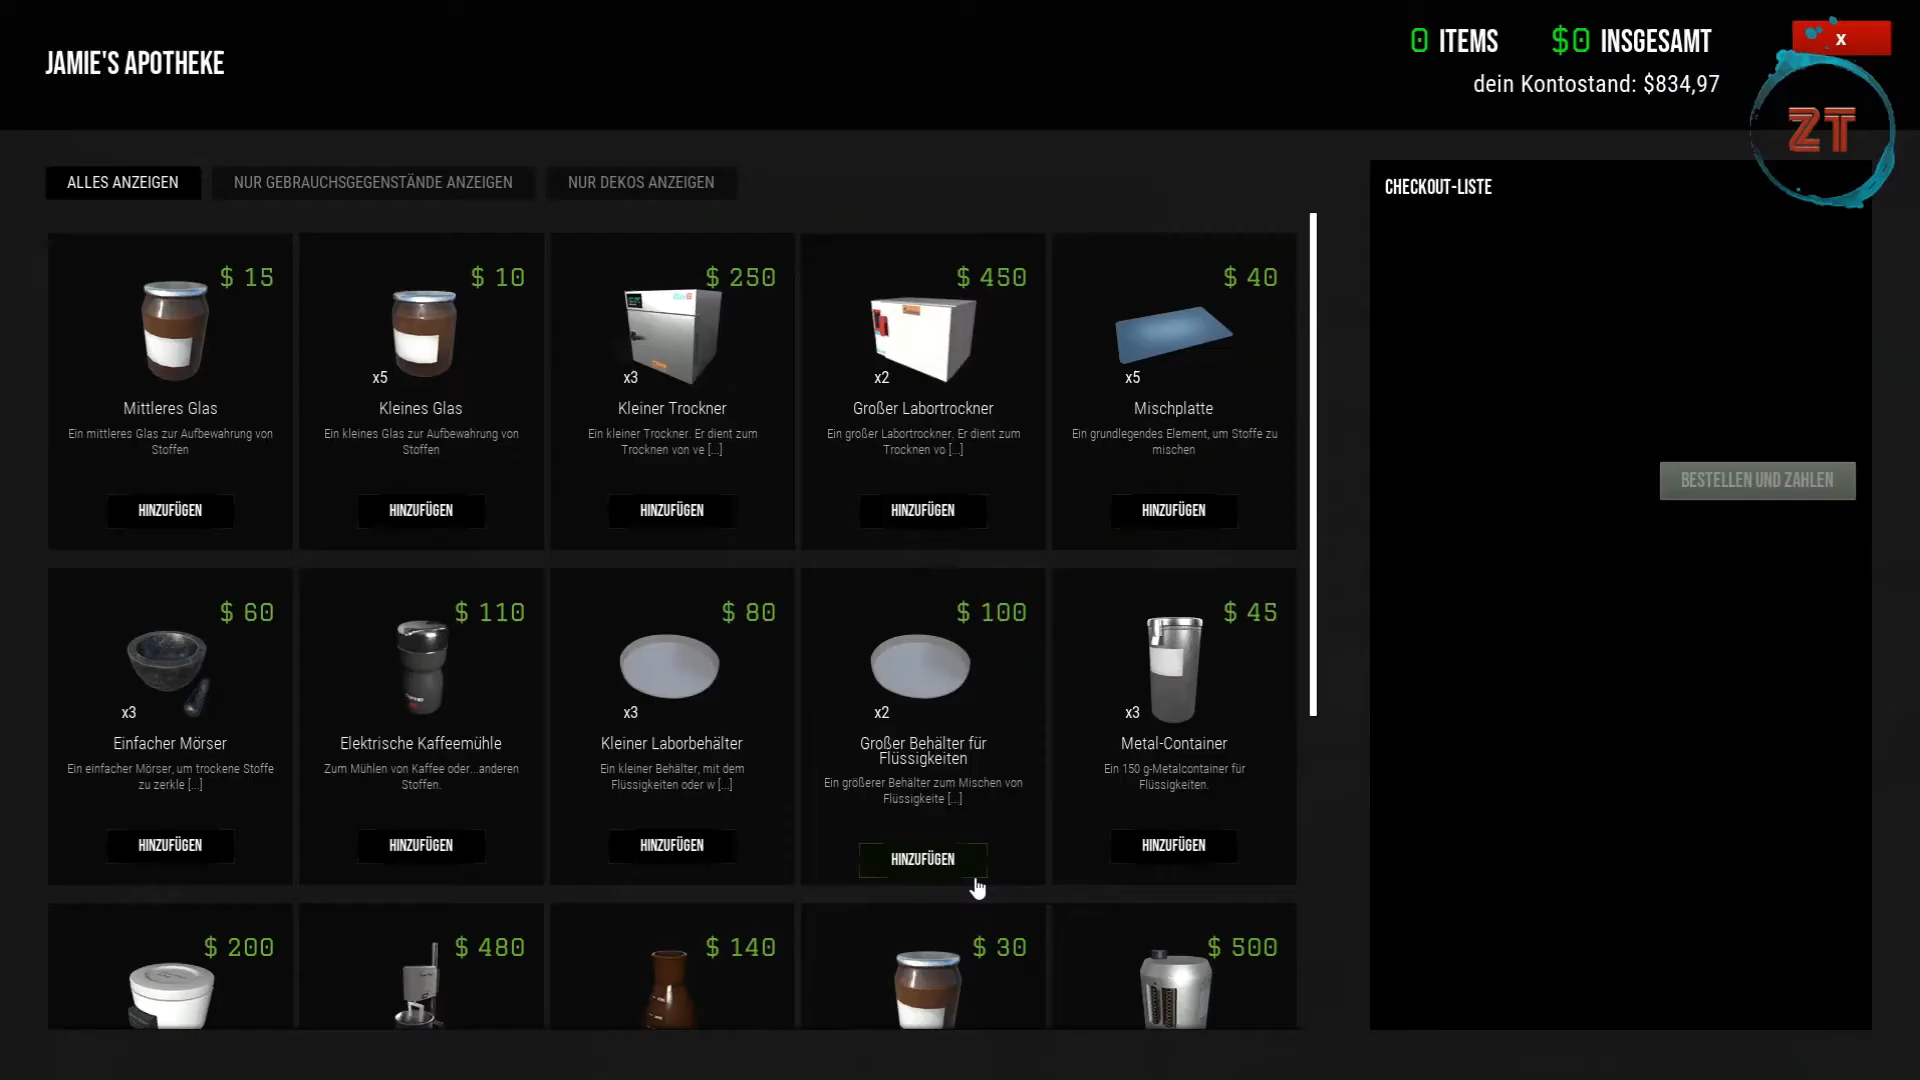 JAMIE'S APOTHEKE
0 ITEMS $0 INSGESAMT
dein Kontostand: $834,97
x
ZT
ALLES ANZEIGEN
NUR GEBRAUCHSGEGENSTÄNDE ANZEIGEN
NUR DEKOS ANZEIGEN
CHECKOUT-LISTE
BESTELLEN UND ZAHLEN
$ 15
Mittleres Glas
Ein mittleres Glas zur Aufbewahrung von
Stoffen
HINZUFÜGEN
$ 10
x5
Kleines Glas
Ein kleines Glas zur Aufbewahrung von
Stoffen
HINZUFÜGEN
$ 250
x3
Kleiner Trockner
Ein kleiner Trockner. Er dient zum
Trocknen von ve [...]
HINZUFÜGEN
$ 450
x2
Großer Labortrockner
Ein großer Labortrockner. Er dient zum
Trocknen vo [...]
HINZUFÜGEN
$ 40
x5
Mischplatte
Ein grundlegendes Element, um Stoffe zu
mischen
HINZUFÜGEN
$ 60
x3
Einfacher Mörser
Ein einfacher Mörser, um trockene Stoffe
zu zerkle [...]
HINZUFÜGEN
$ 110
Elektrische Kaffeemühle
Zum Mühlen von Kaffee oder...anderen
Stoffen.
HINZUFÜGEN
$ 80
x3
Kleiner Laborbehälter
Ein kleiner Behälter, mit dem
Flüssigkeiten oder w [...]
HINZUFÜGEN
$ 100
x2
Großer Behälter für
Flüssigkeiten
Ein größerer Behälter zum Mischen von
Flüssigkeite [...]
HINZUFÜGEN
$ 45
x3
Metal-Container
Ein 150 g-Metalcontainer für
Flüssigkeiten.
HINZUFÜGEN
$ 200
$ 480
$ 140
$ 30
$ 500